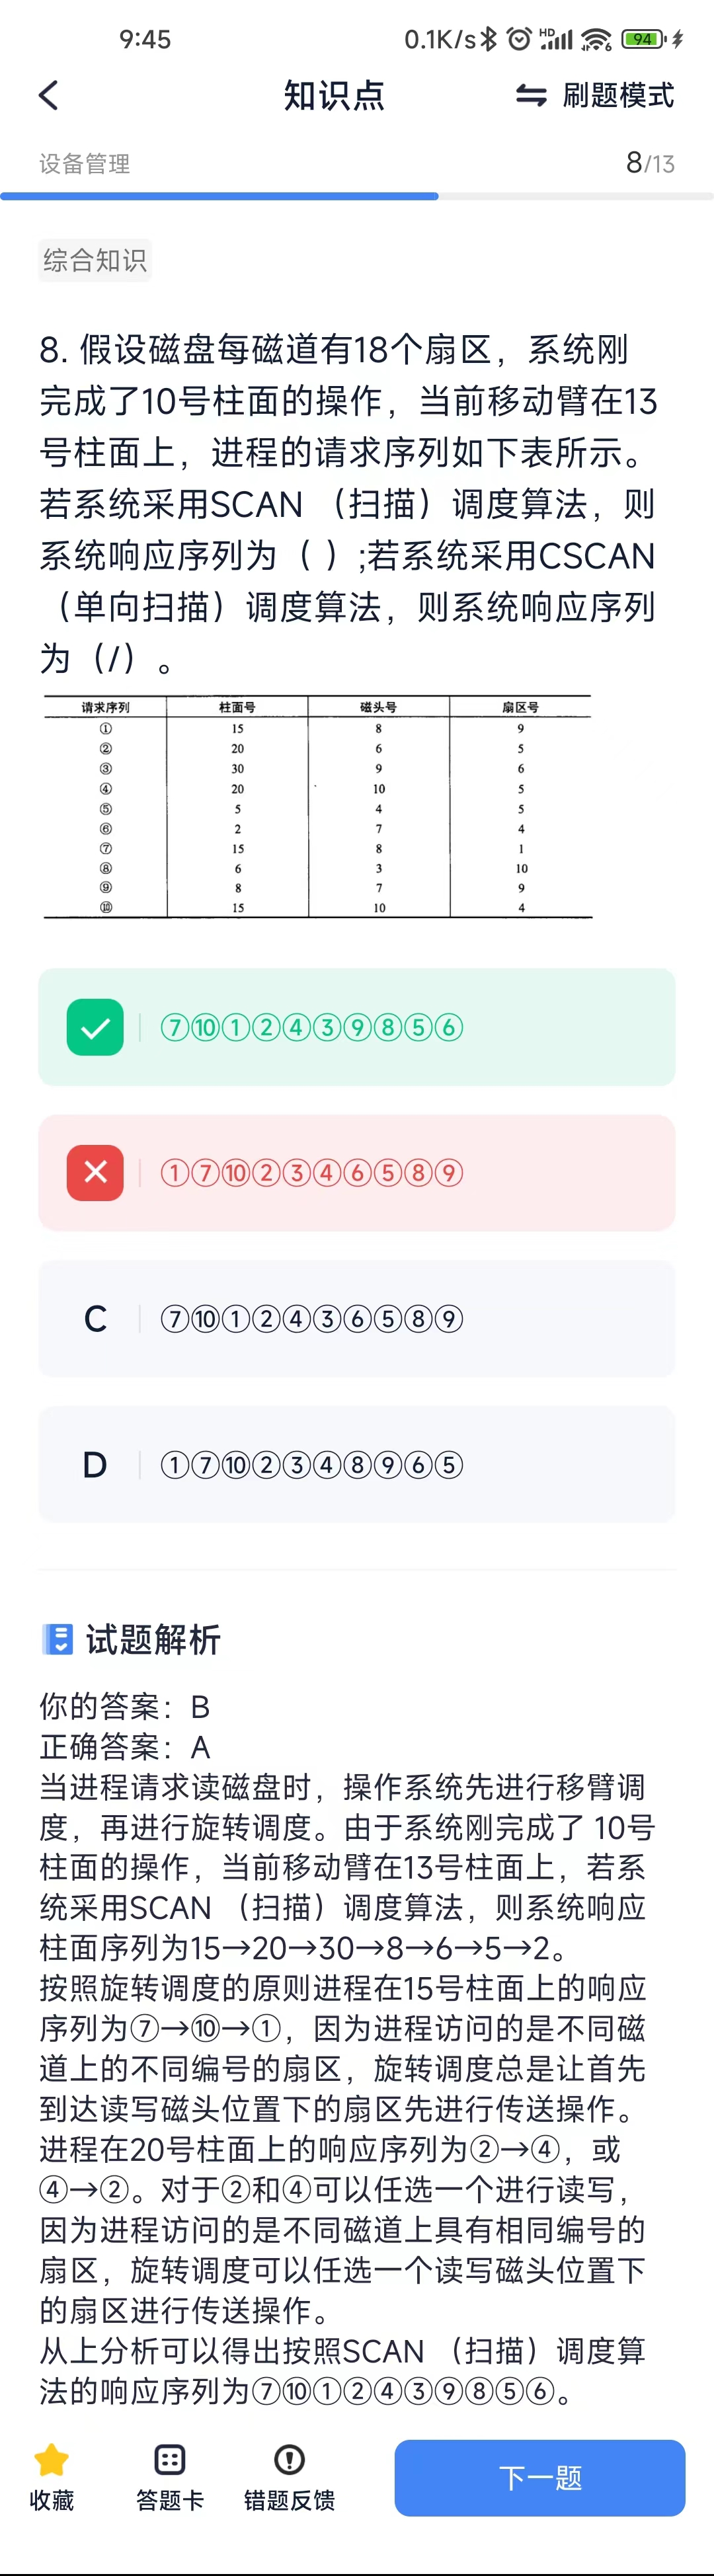 9:45 0.1K/s HD 6 94
知识点 刷题模式
设备管理 8/13
综合知识
8. 假设磁盘每磁道有18个扇区，系统刚
完成了10号柱面的操作，当前移动臂在13
号柱面上，进程的请求序列如下表所示。
若系统采用SCAN （扫描）调度算法，则
系统响应序列为（ ）;若系统采用CSCAN
（单向扫描）调度算法，则系统响应序列
为（/）。
请求序列 柱面号 磁头号 扇区号
① 15 8 9
② 20 6 5
③ 30 9 6
④ 20 10 5
⑤ 5 4 5
⑥ 2 7 4
⑦ 15 8 1
⑧ 6 3 10
⑨ 8 7 9
⑩ 15 10 4
⑦⑩①②④③⑨⑧⑤⑥
①⑦⑩②③④⑥⑤⑧⑨
C ⑦⑩①②④③⑥⑤⑧⑨
D ①⑦⑩②③④⑧⑨⑥⑤
试题解析
你的答案：B
正确答案：A
当进程请求读磁盘时，操作系统先进行移臂调
度，再进行旋转调度。由于系统刚完成了 10号
柱面的操作，当前移动臂在13号柱面上，若系
统采用SCAN （扫描）调度算法，则系统响应
柱面序列为15→20→30→8→6→5→2。
按照旋转调度的原则进程在15号柱面上的响应
序列为⑦→⑩→①，因为进程访问的是不同磁
道上的不同编号的扇区，旋转调度总是让首先
到达读写磁头位置下的扇区先进行传送操作。
进程在20号柱面上的响应序列为②→④，或
④→②。对于②和④可以任选一个进行读写，
因为进程访问的是不同磁道上具有相同编号的
扇区，旋转调度可以任选一个读写磁头位置下
的扇区进行传送操作。
从上分析可以得出按照SCAN （扫描）调度算
法的响应序列为⑦⑩①②④③⑨⑧⑤⑥。
收藏 答题卡 错题反馈 下一题